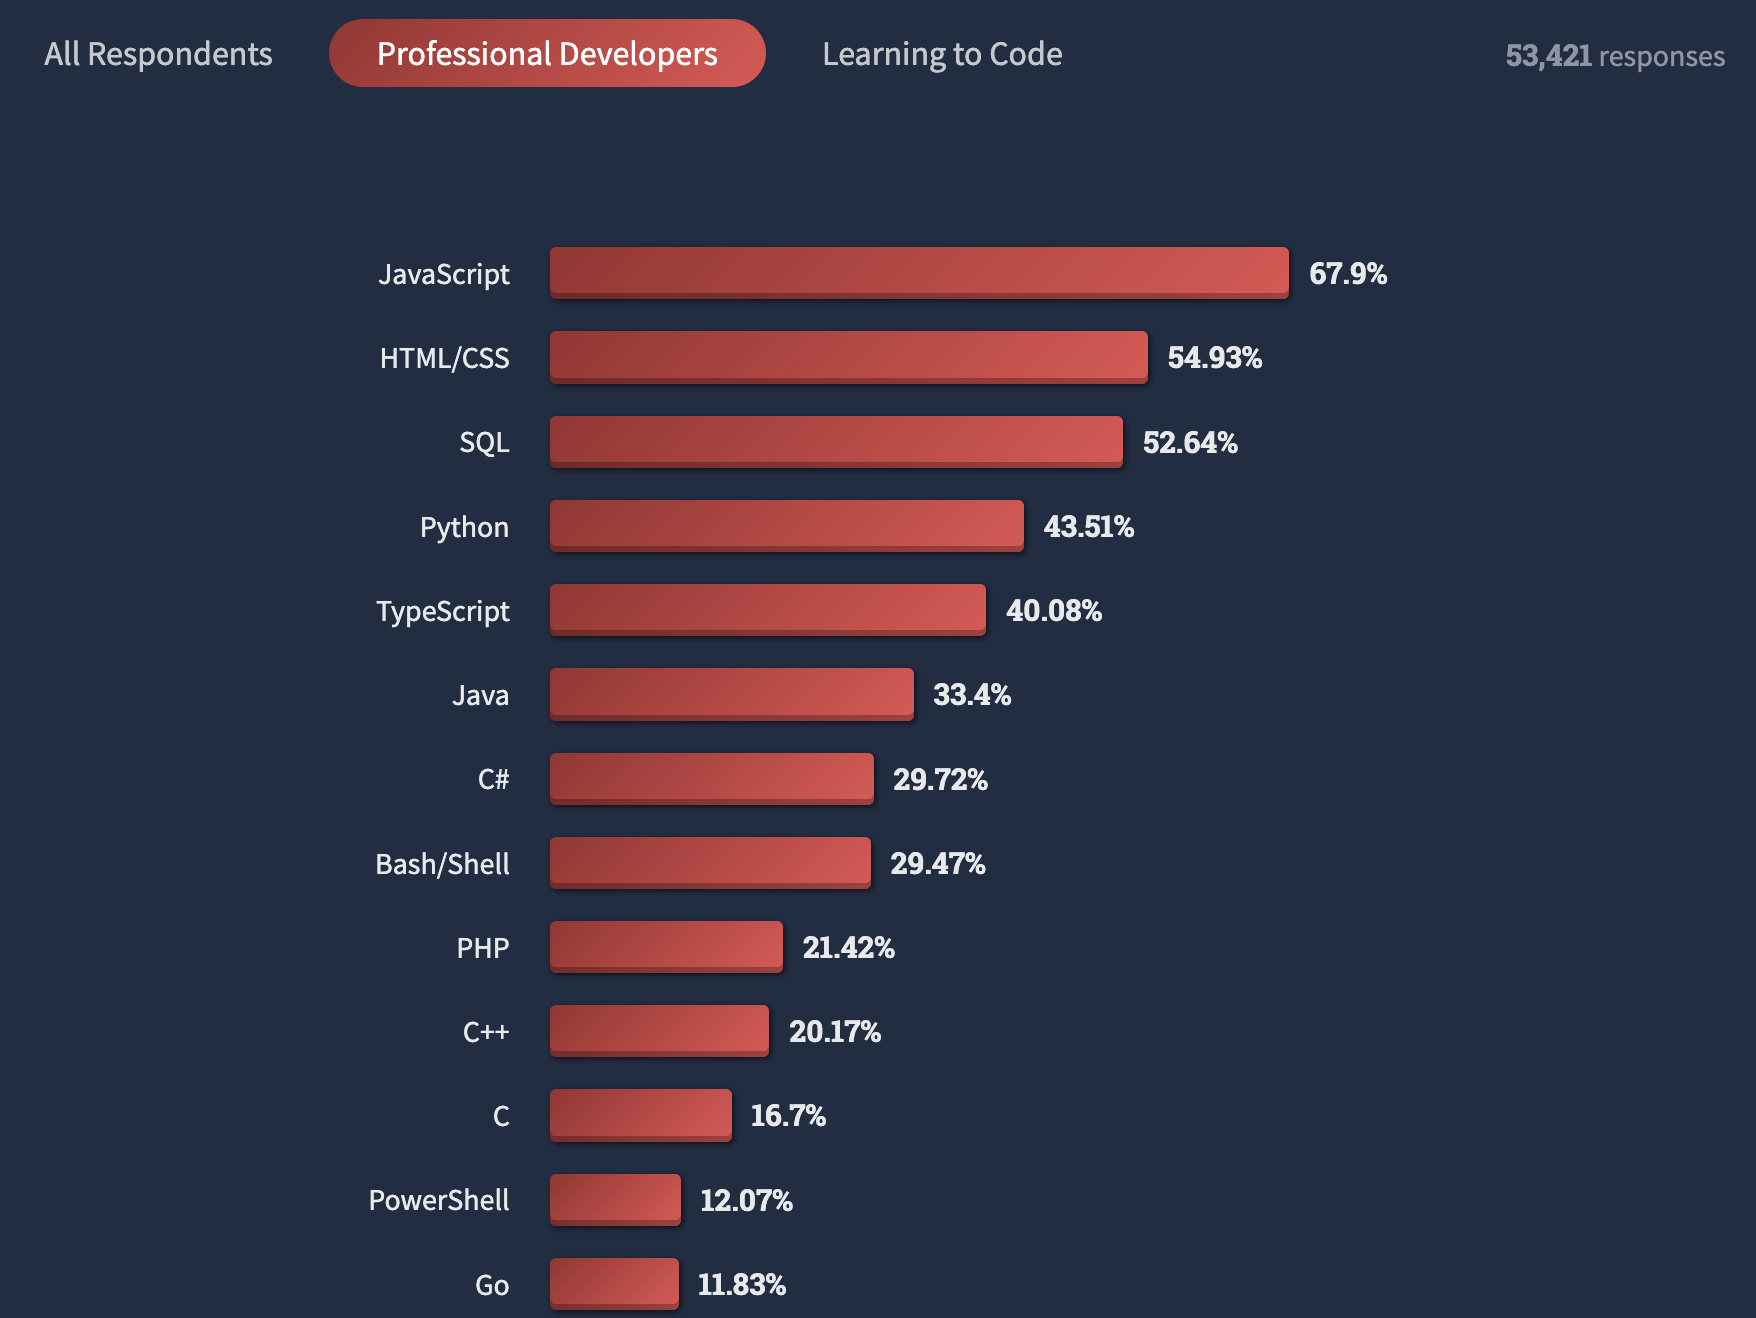 All Respondents
Professional Developers
Learning to Code
53,421 responses
JavaScript 67.9%
HTML/CSS 54.93%
SQL 52.64%
Python 43.51%
TypeScript 40.08%
Java 33.4%
C# 29.72%
Bash/Shell 29.47%
PHP 21.42%
C++ 20.17%
C 16.7%
PowerShell 12.07%
Go 11.83%